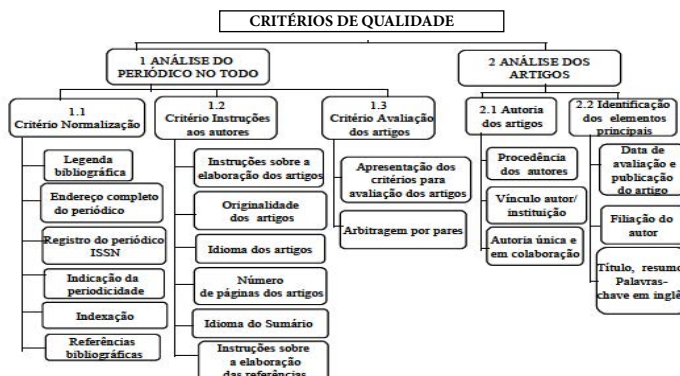 CRITÉRIOS DE QUALIDADE
1 ANÁLISE DO
PERIÓDICO NO TODO
2 ANÁLISE DOS
ARTIGOS
1.1
Critério Normalização
Legenda
bibliográfica
Endereço completo
do periódico
Registro do periódico
ISSN
Indicação da
periodicidade
Indexação
Referências
bibliográficas
1.2
Critério Instruções
aos autores
Instruções sobre a
elaboração dos artigos
Originalidade
dos artigos
Idioma dos artigos
Número
de páginas dos artigos
Idioma do Sumário
Instruções sobre
a elaboração
das referências
1.3
Critério Avaliação
dos artigos
Apresentação dos
critérios para
avaliação dos artigos
Arbitragem por pares
2.1 Autoria
dos artigos
Procedência
dos autores
Vínculo autor/
instituição
Autoria única e
em colaboração
2.2 Identificação
dos elementos
principais
Data de
avaliação e
publicação
do artigo
Filiação do
autor
Título, resumo
Palavras-
chave em inglê